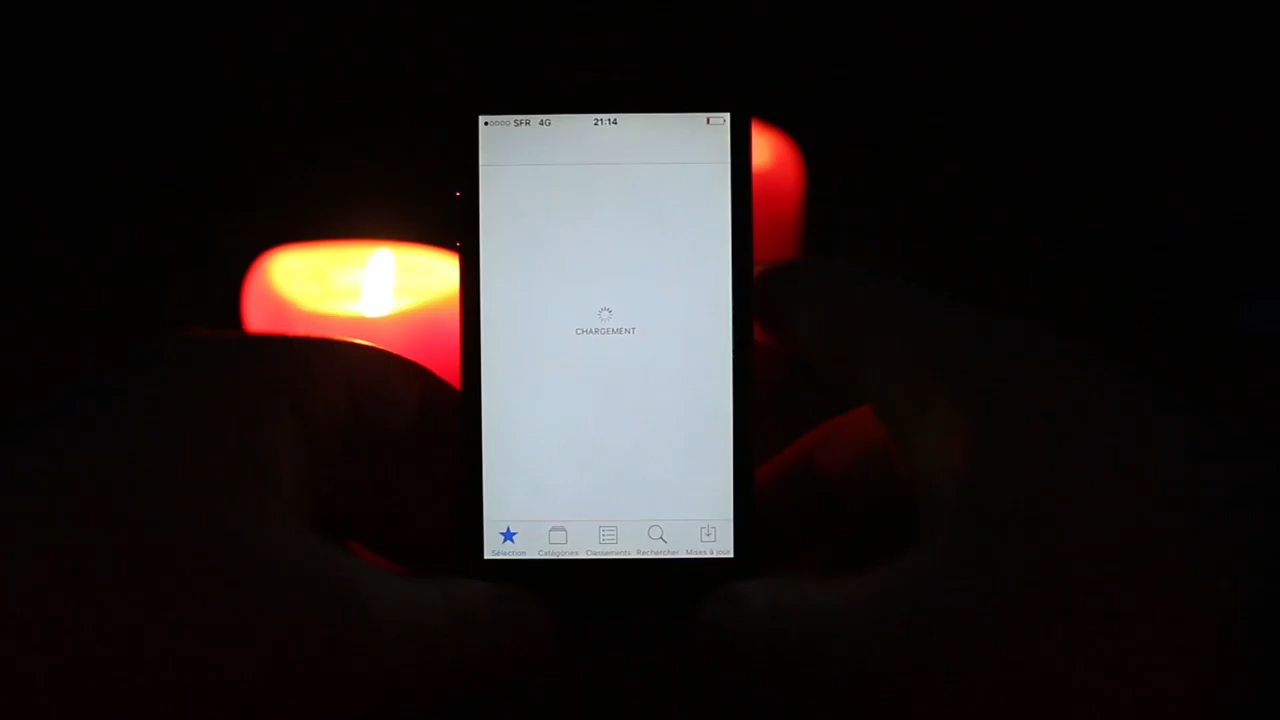 SFR 4G 21:14
CHARGEMENT
Sélection Catégories Classements Rechercher Mises à jour